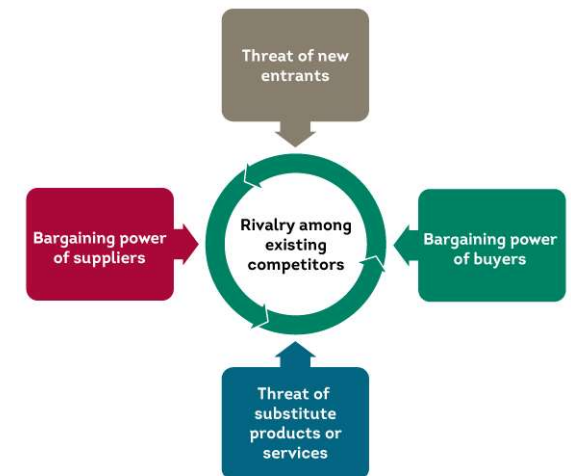 Threat of new
entrants
Bargaining power
of suppliers
Rivalry among
existing
competitors
Bargaining power
of buyers
Threat of
substitute
products or
services